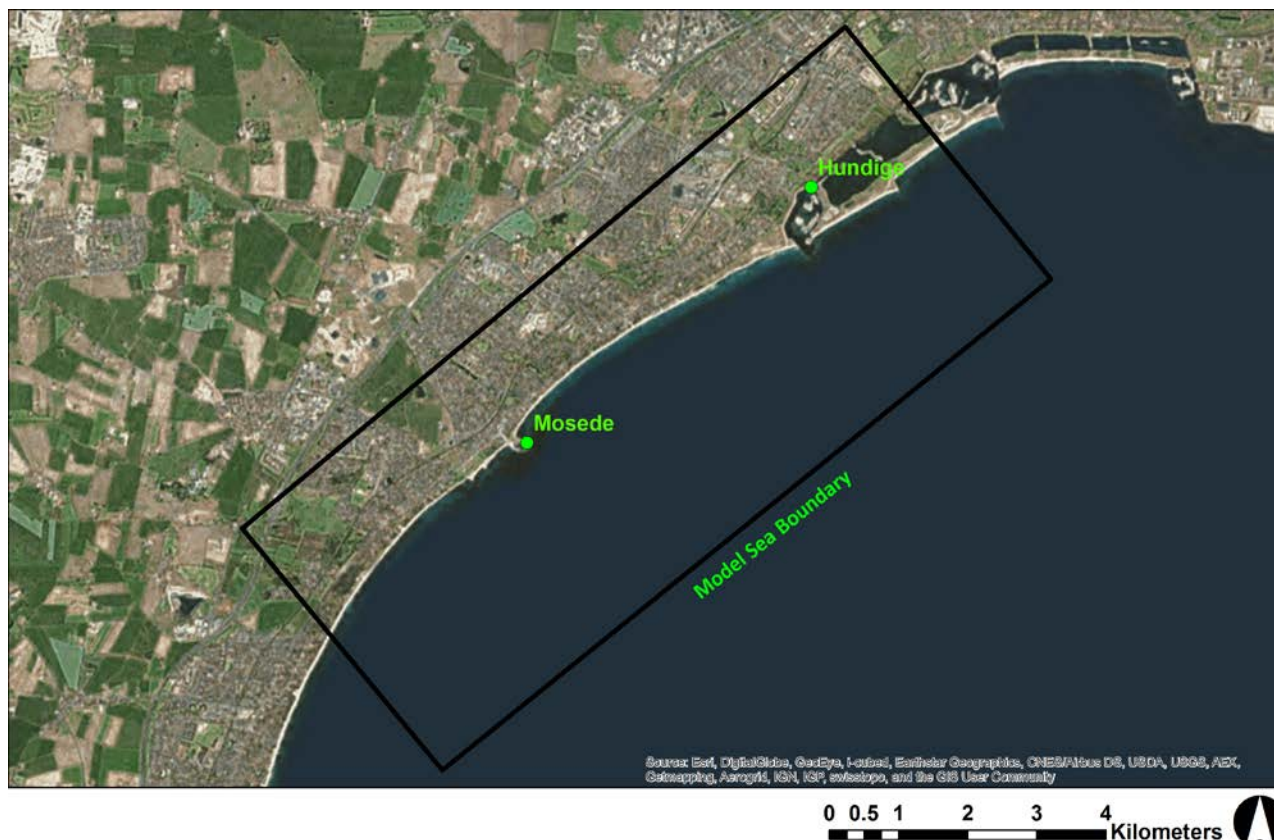 Hundige
Mosede
Model Sea Boundary
Source: Esri, DigitalGlobe, GeoEye, i-cubed, Earthstar Geographics, CNES/Airbus DS, USDA, USGS, AEX,
Getmapping, Aerogrid, IGN, IGP, swisstopo, and the GIS User Community
0 0.5 1 2 3 4
Kilometers